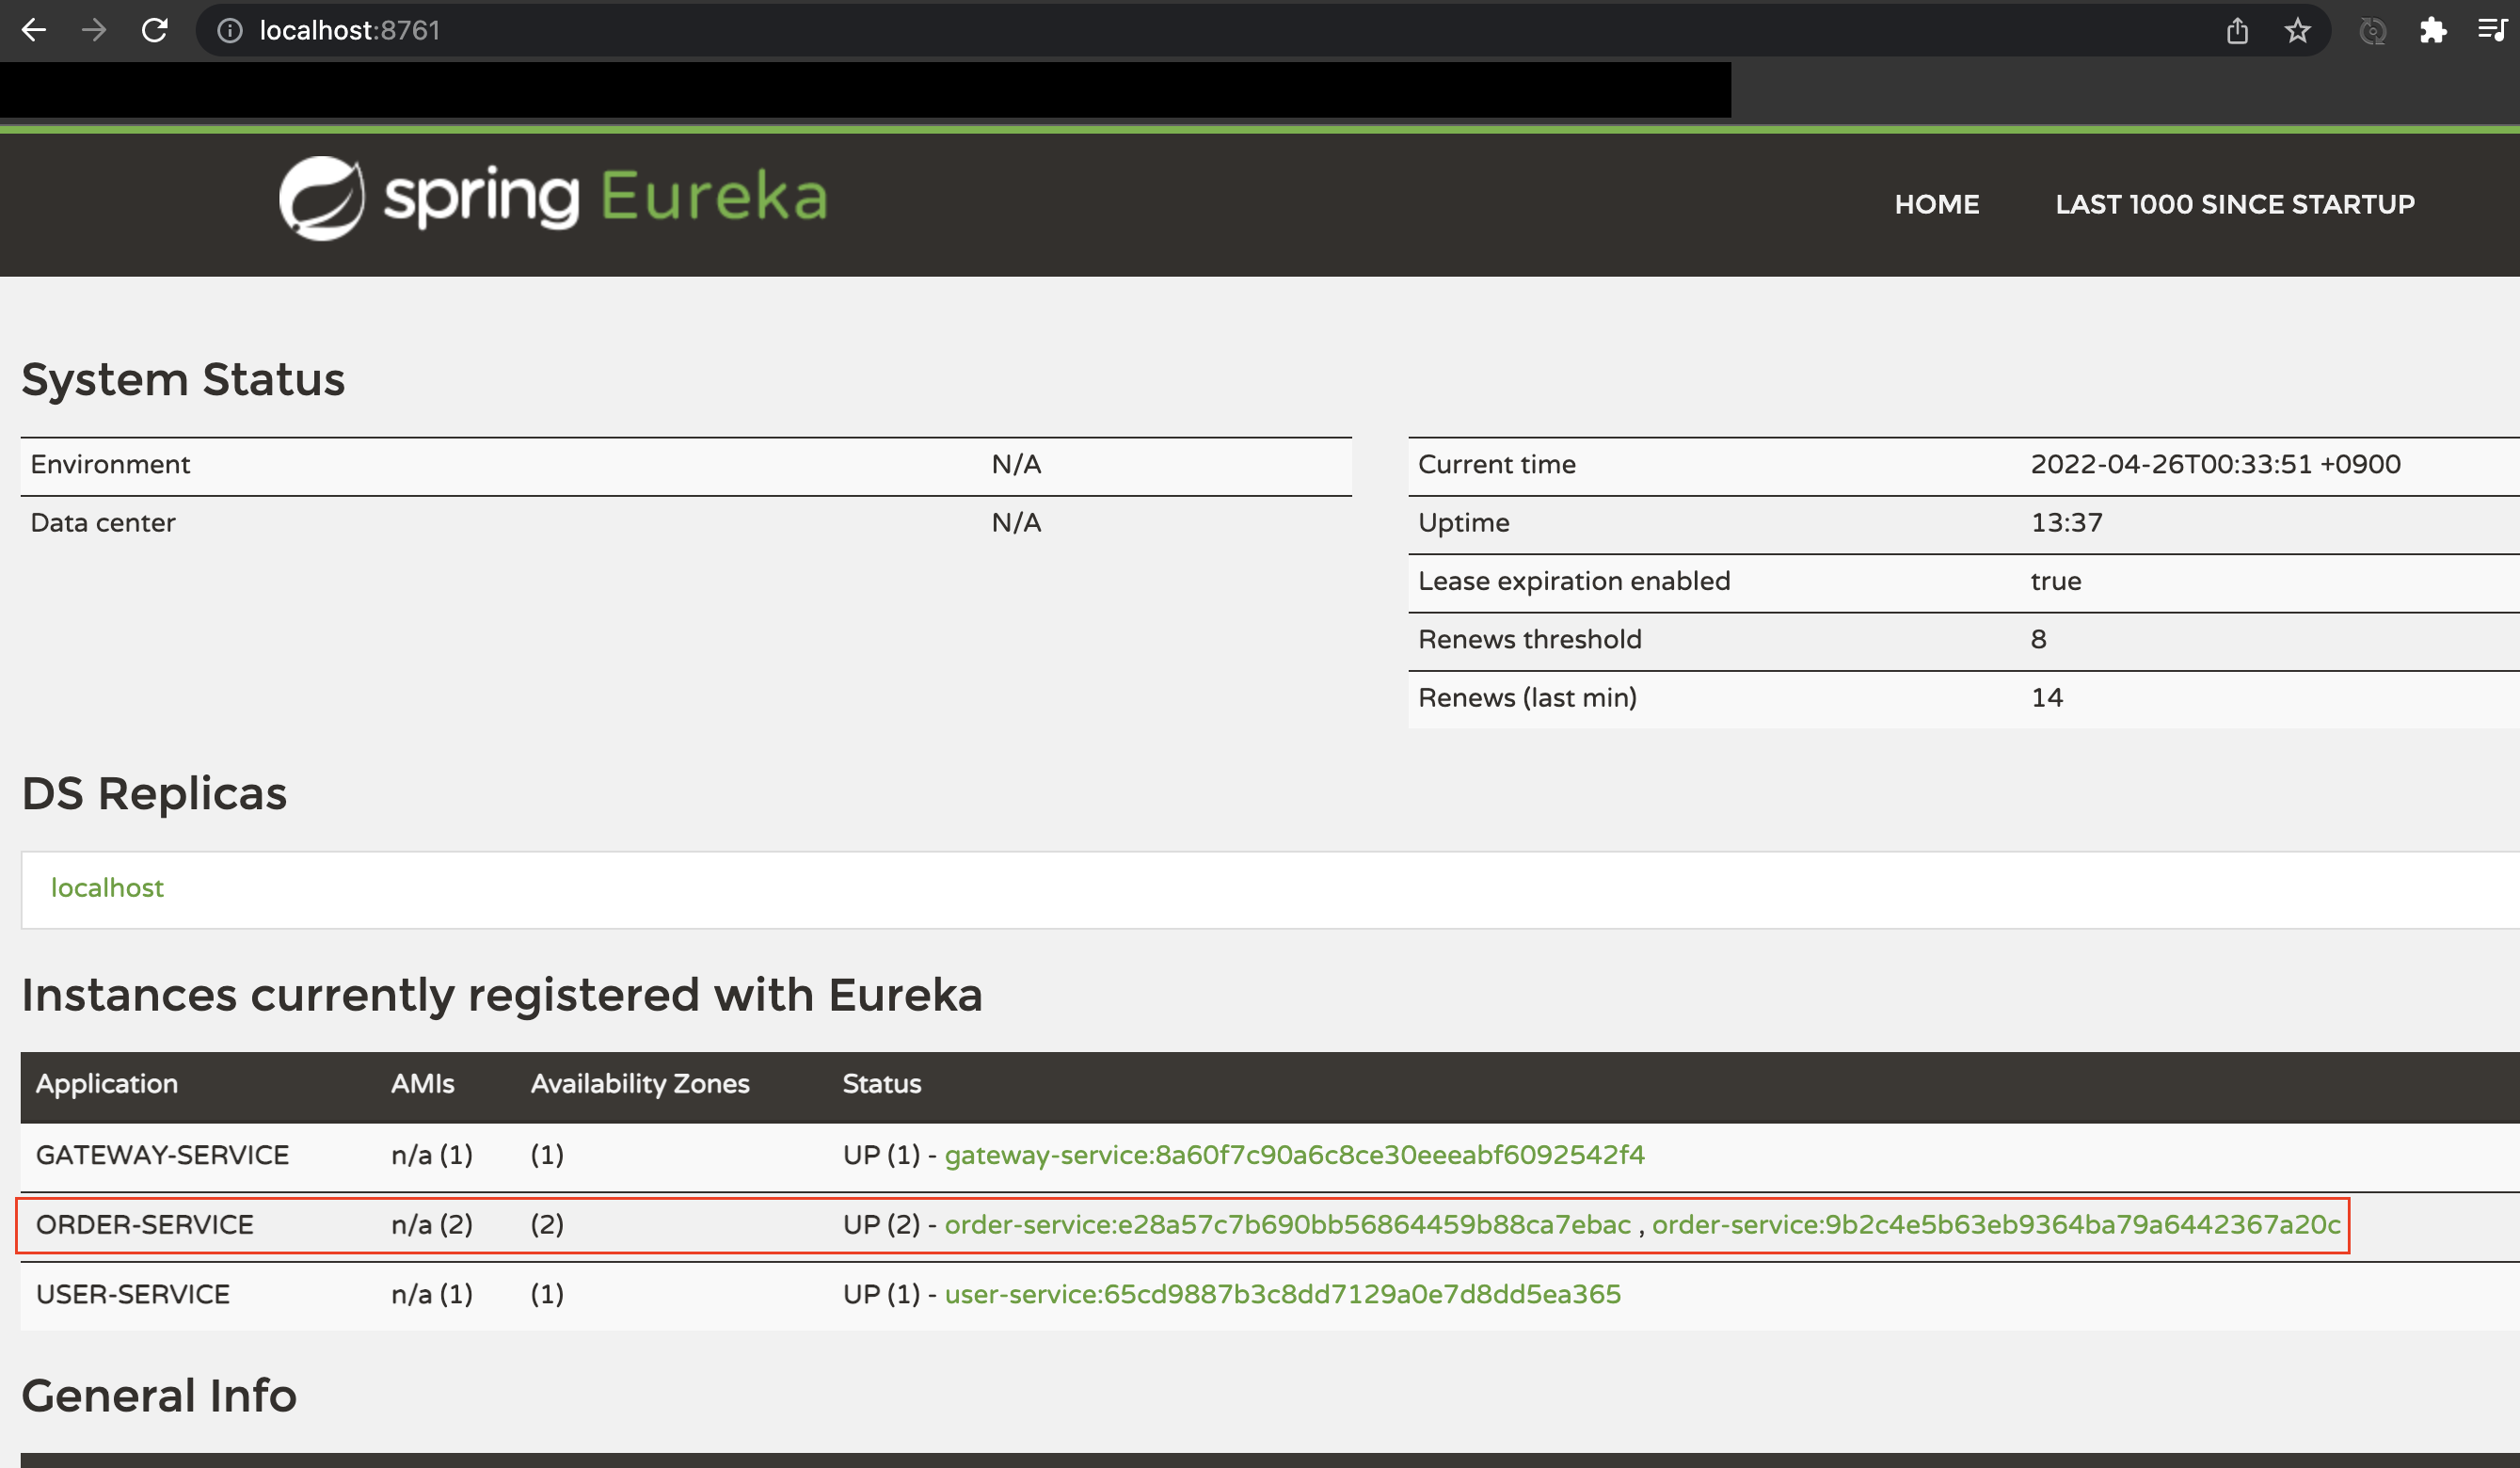 localhost:8761
spring Eureka
HOME LAST 1000 SINCE STARTUP
System Status
Environment N/A
Data center N/A
Current time 2022-04-26T00:33:51 +0900
Uptime 13:37
Lease expiration enabled true
Renews threshold 8
Renews (last min) 14
DS Replicas
localhost
Instances currently registered with Eureka
Application AMIs Availability Zones Status
GATEWAY-SERVICE n/a (1) (1) UP (1) - gateway-service:8a60f7c90a6c8ce30eeeabf6092542f4
ORDER-SERVICE n/a (2) (2) UP (2) - order-service:e28a57c7b690bb56864459b88ca7ebac , order-service:9b2c4e5b63eb9364ba79a6442367a20c
USER-SERVICE n/a (1) (1) UP (1) - user-service:65cd9887b3c8dd7129a0e7d8dd5ea365
General Info